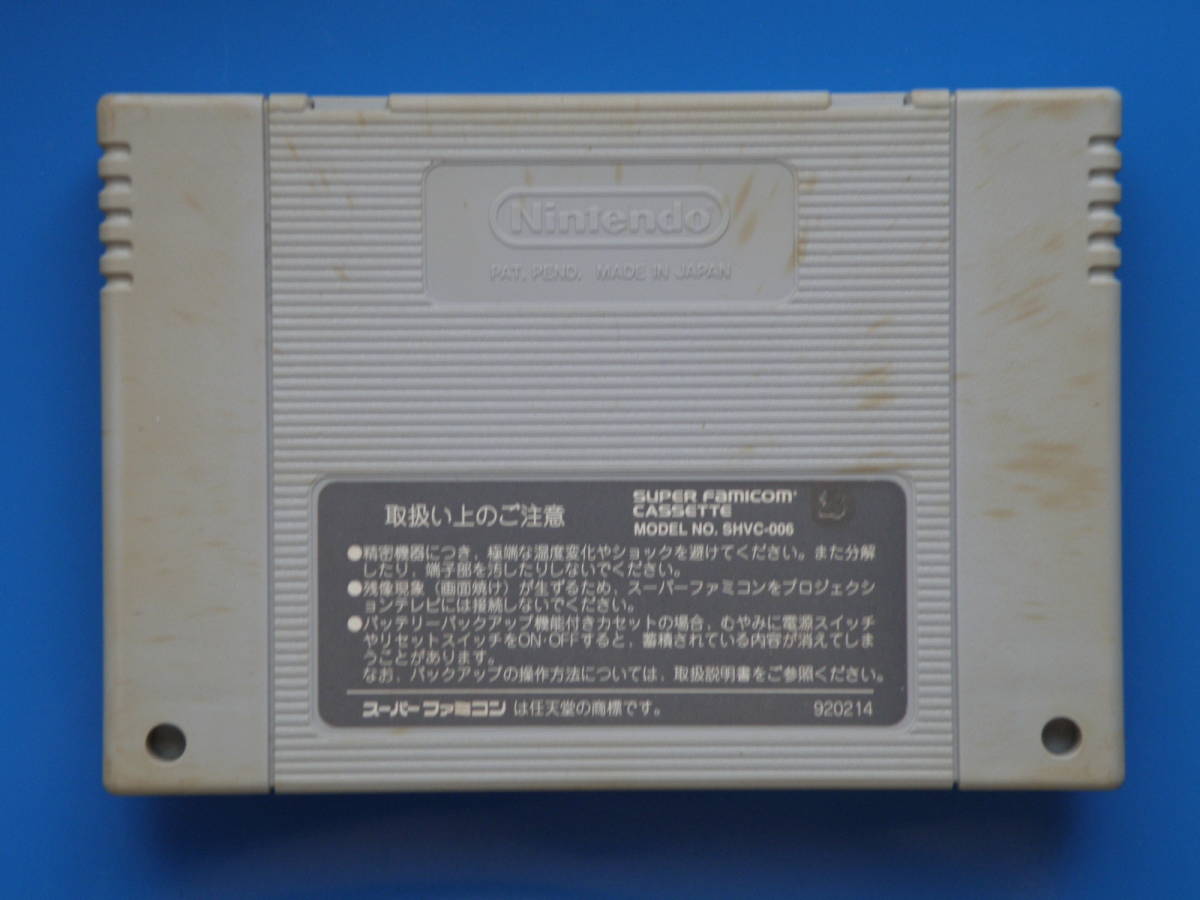 Nintendo
PAT. PEND. MADE IN JAPAN
取扱い上のご注意
SUPER FAMICOM
CASSETTE
MODEL NO. SHVC-006
●精密機器につき、極端な温度変化やショックを避けてください。また分解
したり、端子部を汚したりしないでください。
●残像現象（画面焼け）が生ずるため、スーパーファミコンをプロジェクシ
ョンテレビには接続しないでください。
●バッテリーバックアップ機能付きカセットの場合、むやみに電源スイッチ
やリセットスイッチをON・OFFすると、蓄積されている内容が消えてしま
うことがあります。
なお、バックアップの操作方法については、取扱説明書をご参照ください。
スーパーファミコン は任天堂の商標です。
920214